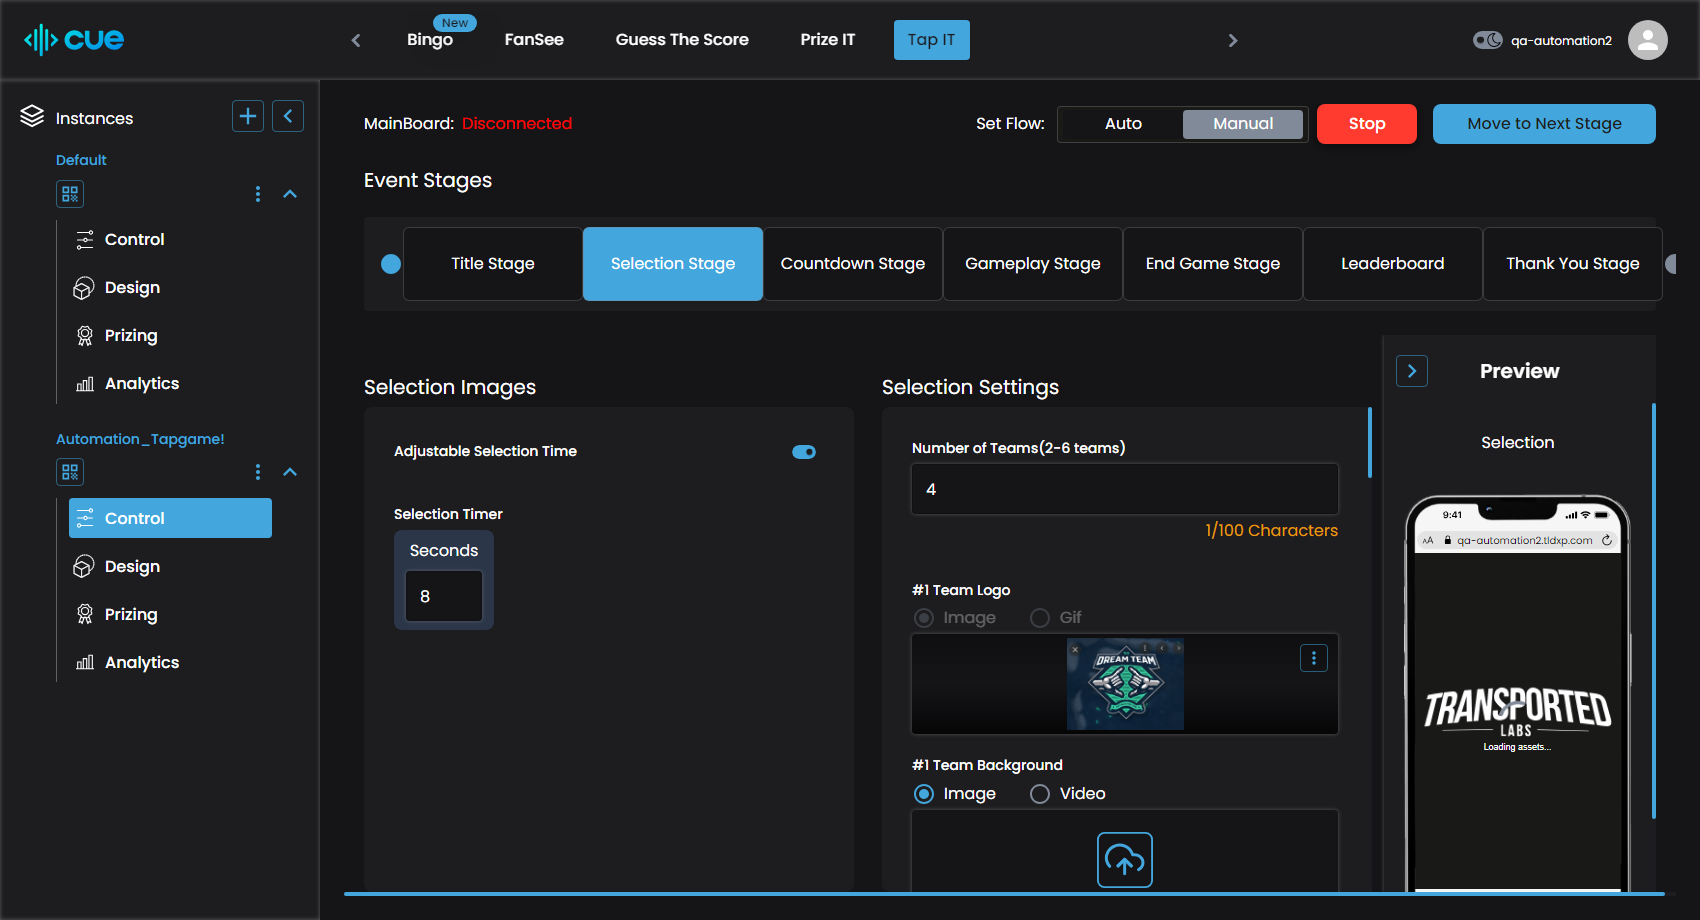 cue
New
Bingo
FanSee
Guess The Score
Prize IT
Tap IT
qa-automation2
Instances
Default
Control
Design
Prizing
Analytics
Automation_Tapgame!
Control
Design
Prizing
Analytics
MainBoard: Disconnected
Set Flow:
Auto
Manual
Stop
Move to Next Stage
Event Stages
Title Stage
Selection Stage
Countdown Stage
Gameplay Stage
End Game Stage
Leaderboard
Thank You Stage
Selection Images
Adjustable Selection Time
Selection Timer
Seconds
8
Selection Settings
Number of Teams(2-6 teams)
4
1/100 Characters
#1 Team Logo
Image
Gif
DREAM TEAM
#1 Team Background
Image
Video
Preview
Selection
9:41
AA
qa-automation2.tldxp.com
TRANSPORTED
LABS
Loading assets...